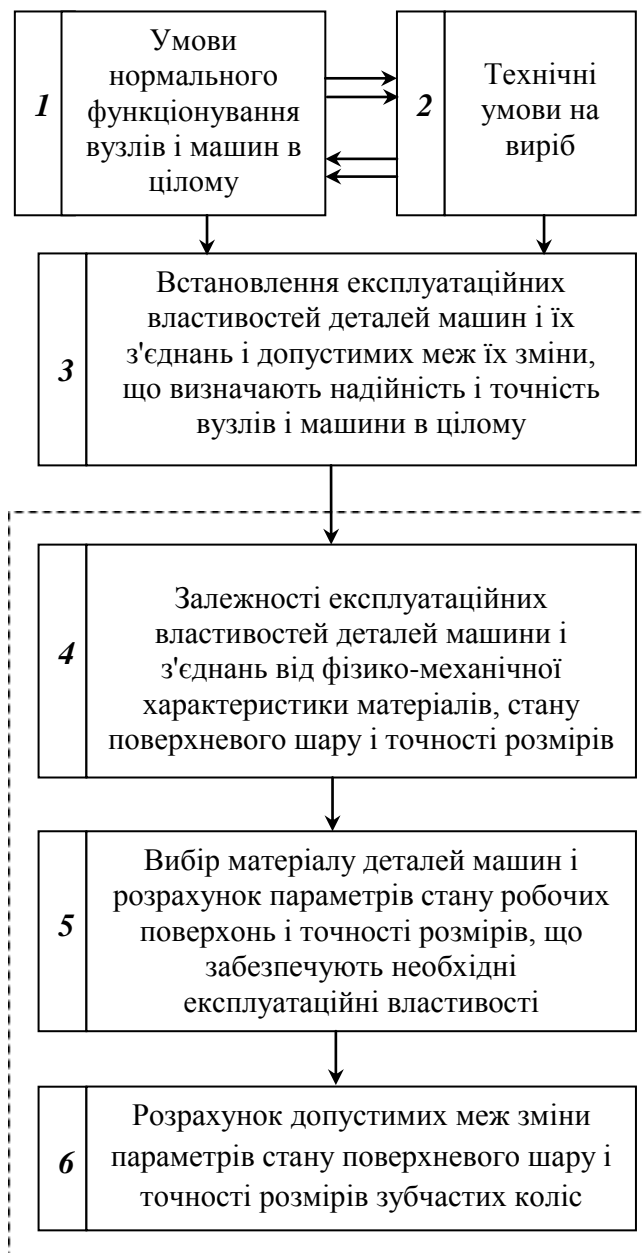 1
Умови
нормального
функціонування
вузлів і машин в
цілому
2
Технічні
умови на
виріб
3
Встановлення експлуатаційних
властивостей деталей машин і їх
з'єднань і допустимих меж їх зміни,
що визначають надійність і точність
вузлів і машини в цілому
4
Залежності експлуатаційних
властивостей деталей машини і
з'єднань від фізико-механічної
характеристики матеріалів, стану
поверхневого шару і точності розмірів
5
Вибір матеріалу деталей машин і
розрахунок параметрів стану робочих
поверхонь і точності розмірів, що
забезпечують необхідні
експлуатаційні властивості
6
Розрахунок допустимих меж зміни
параметрів стану поверхневого шару і
точності розмірів зубчастих коліс